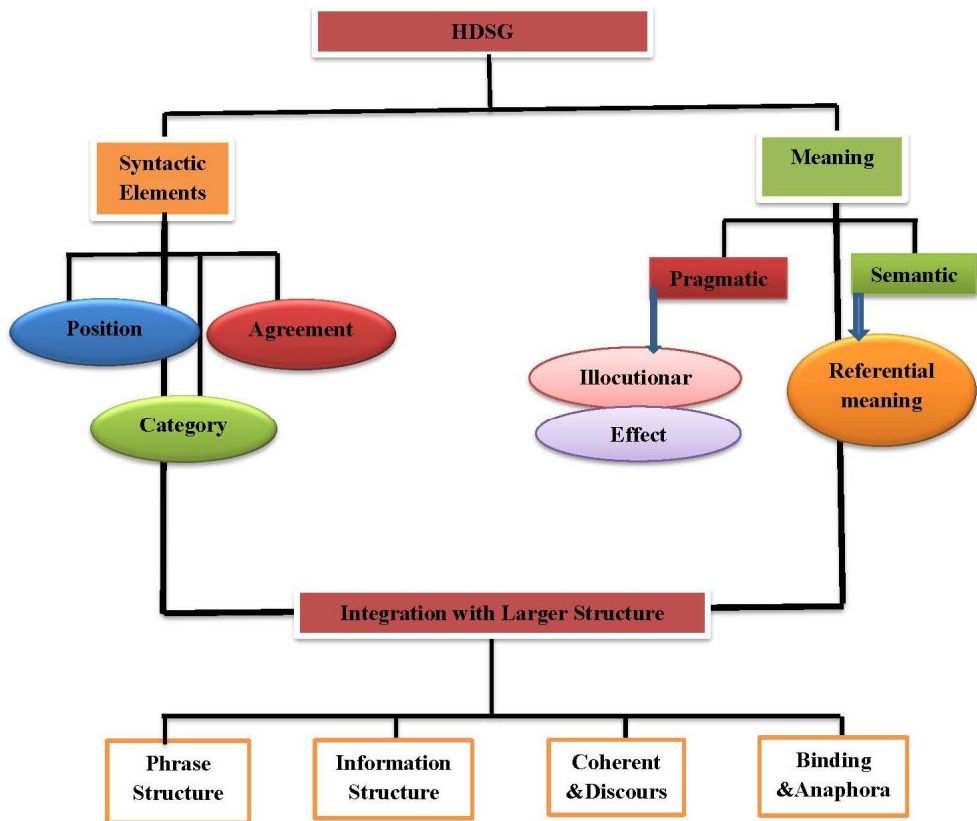 HDSG
Syntactic
Elements
Meaning
Pragmatic
Semantic
Position
Agreement
Category
Illocutionar
Effect
Referential
meaning
Integration with Larger Structure
Phrase
Structure
Information
Structure
Coherent
&Discours
Binding
&Anaphora